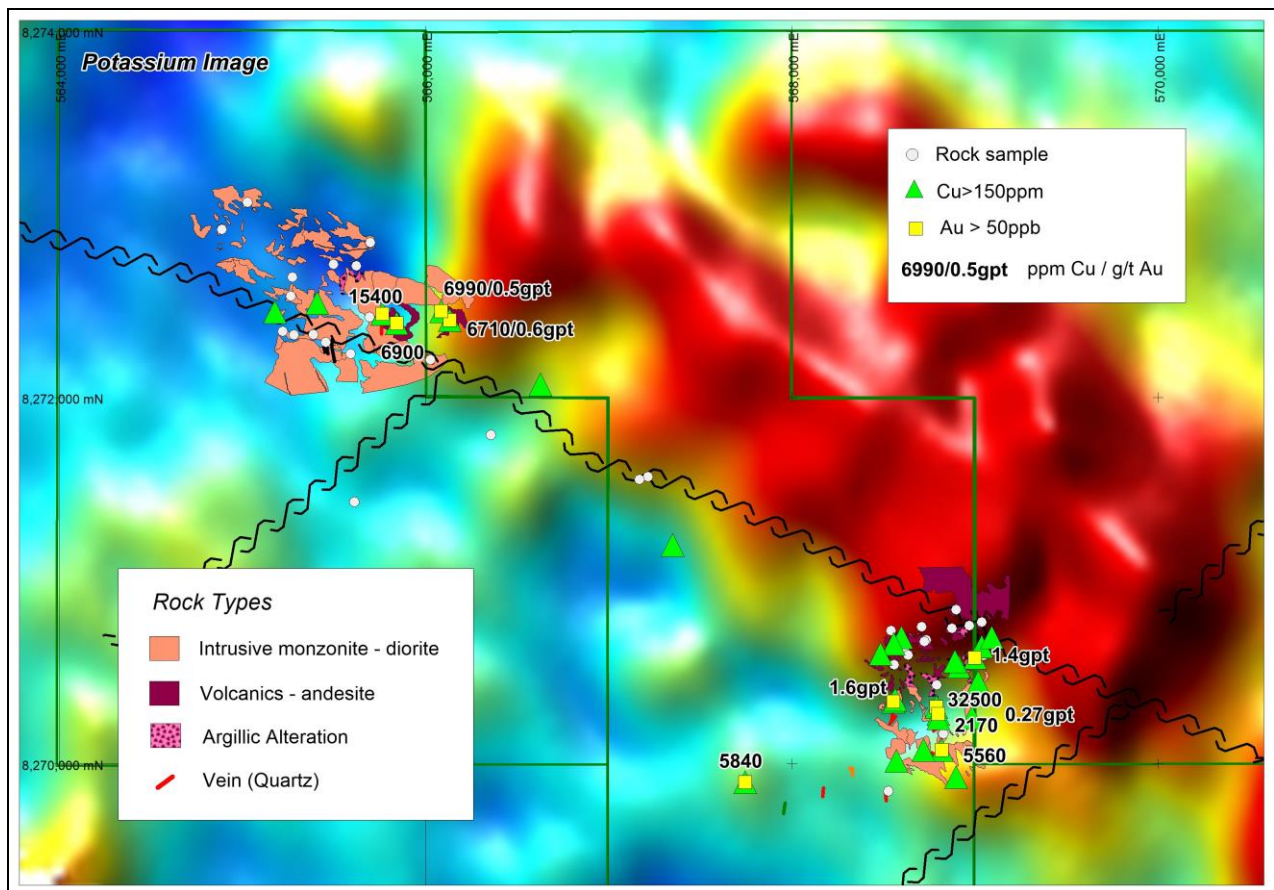 8,274,000 mN
Potassium Image
564,000 mE
566,000 mE
568,000 mE
570,000 mE
Rock sample
Cu>150ppm
Au > 50ppb
6990/0.5gpt ppm Cu / g/t Au
15400
6990/0.5gpt
6710/0.6gpt
6900
8,272,000 mN
Rock Types
Intrusive monzonite - diorite
Volcanics - andesite
Argillic Alteration
Vein (Quartz)
1.4gpt
1.6gpt
32500
0.27gpt
2170
5560
5840
8,270,000 mN